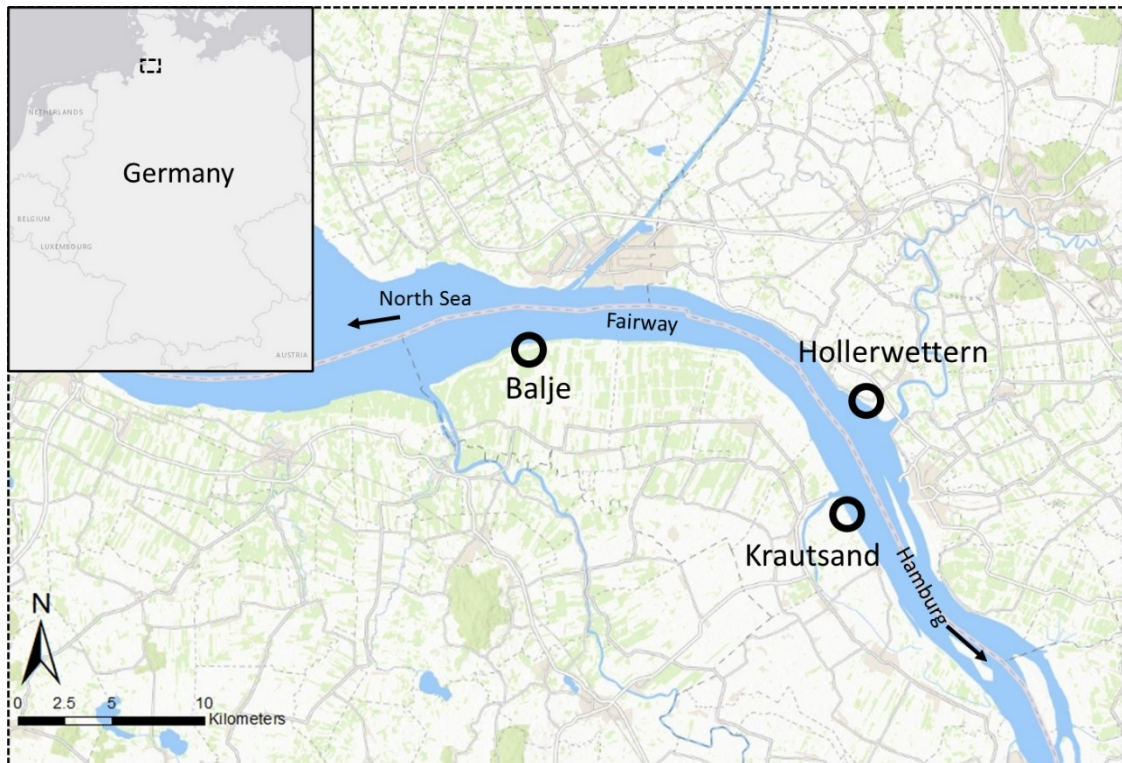 NETHERLANDS
Germany
BELGIUM
LUXEMBOURG
AUSTRIA
North Sea
Fairway
Hollerwettern
Balje
Krautsand
Hamburg
N
0 2.5 5 10
Kilometers